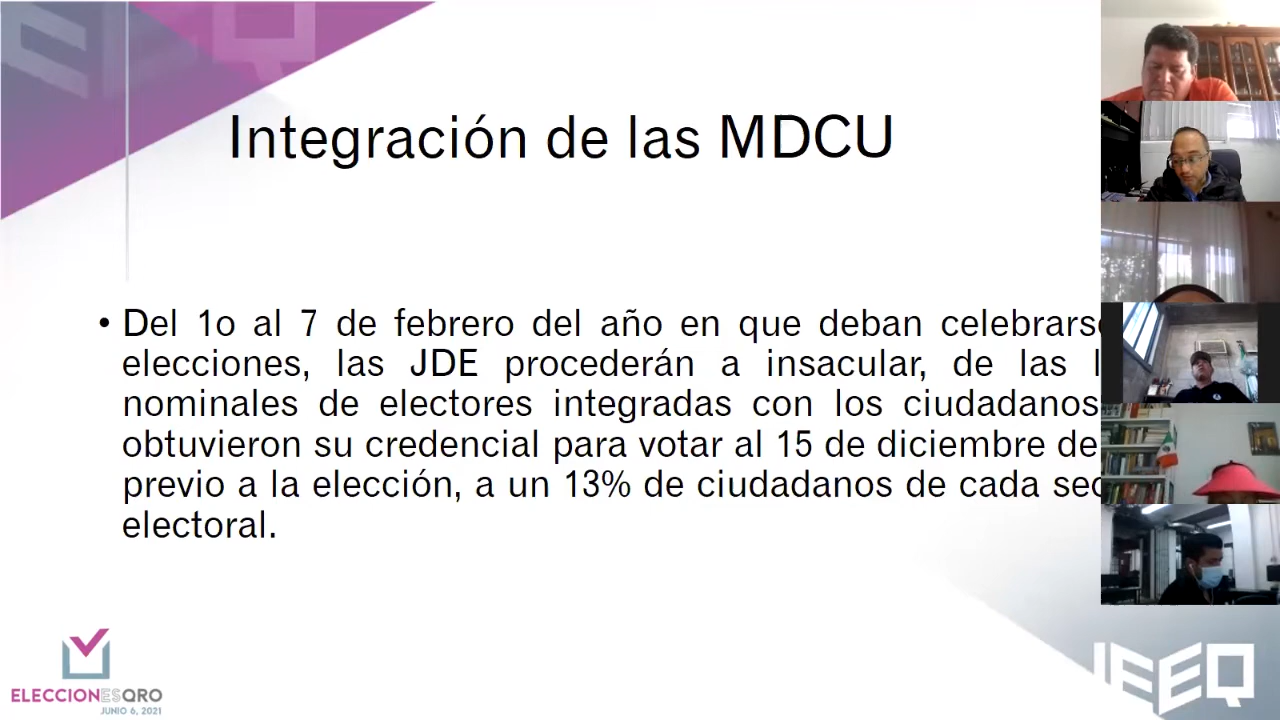 Integración de las MDCU
• Del 1o al 7 de febrero del año en que deban
elecciones, las JDE procederán a insacular, de las
nominales de electores integradas con los ciudadanos
obtuvieron su credencial para votar al 15 de diciembre de
previo a la elección, a un 13% de ciudadanos de cada
electoral.
ELECCIONESQRO
JUNIO 6, 2021
IEEQ